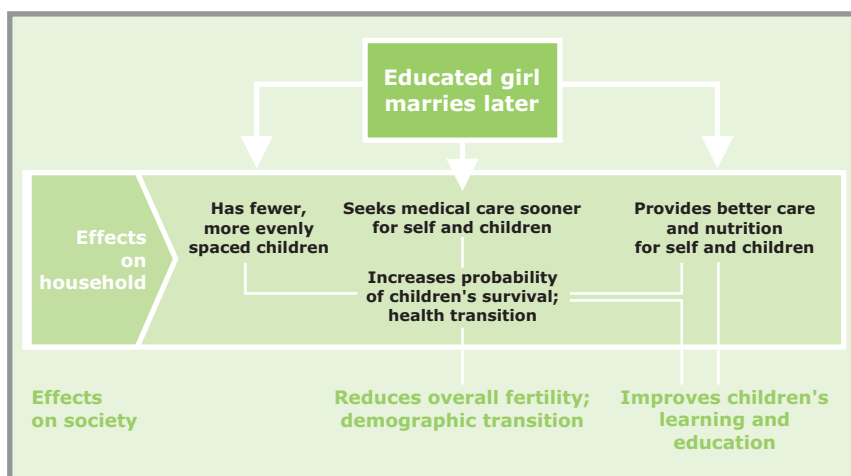 Educated girl
marries later
Effects
on
household
Has fewer,
more evenly
spaced children
Seeks medical care sooner
for self and children
Provides better care
and nutrition
for self and children
Increases probability
of children's survival;
health transition
Effects
on society
Reduces overall fertility;
demographic transition
Improves children's
learning and
education